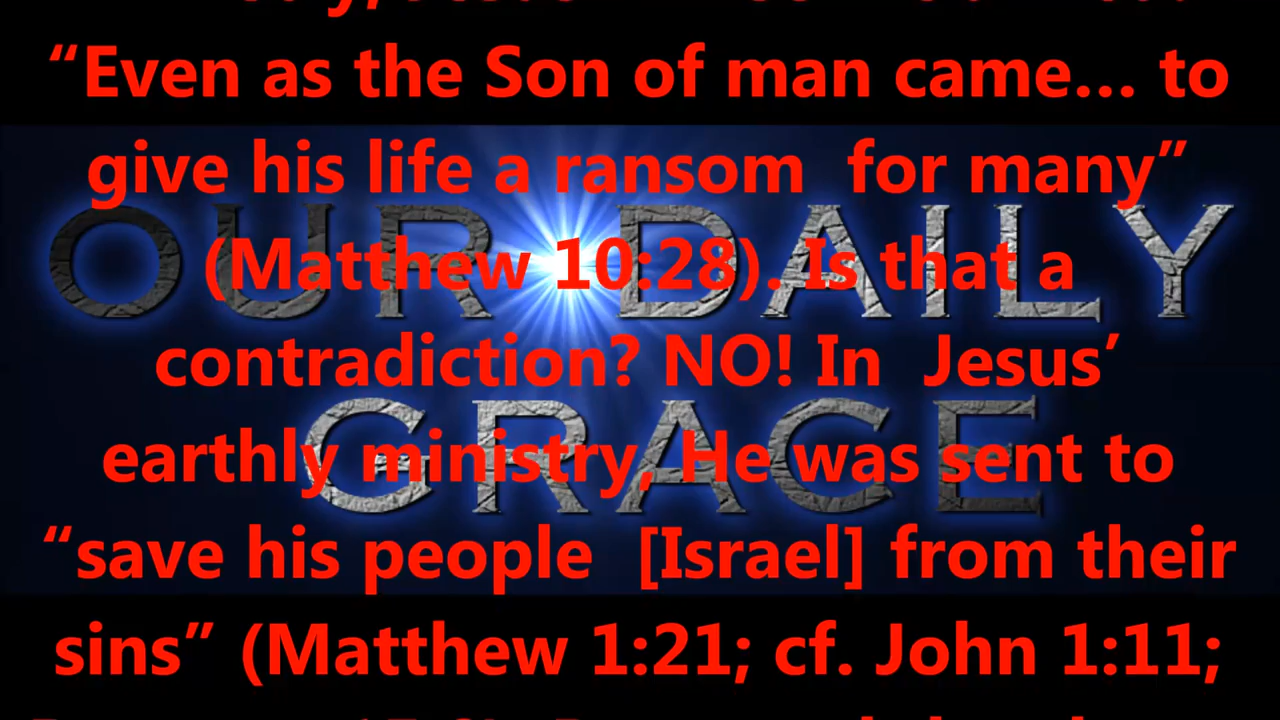 “Even as the Son of man came... to
give his life a ransom for many”
OUR DAILY
(Matthew 10:28). Is that a
contradiction? NO! In Jesus’
GRACE
earthly ministry, He was sent to
“save his people [Israel] from their
sins” (Matthew 1:21; cf. John 1:11;